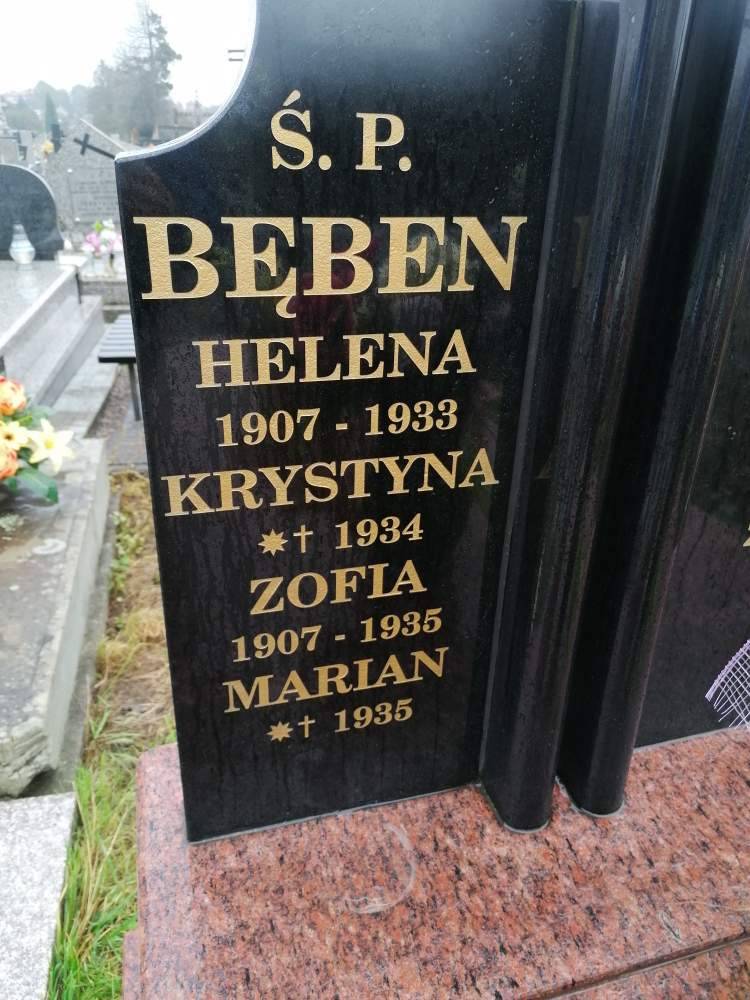 Ś. P.
BĘBEN
HELENA
1907 - 1933
KRYSTYNA
✷† 1934
ZOFIA
1907 - 1935
MARIAN
✷† 1935